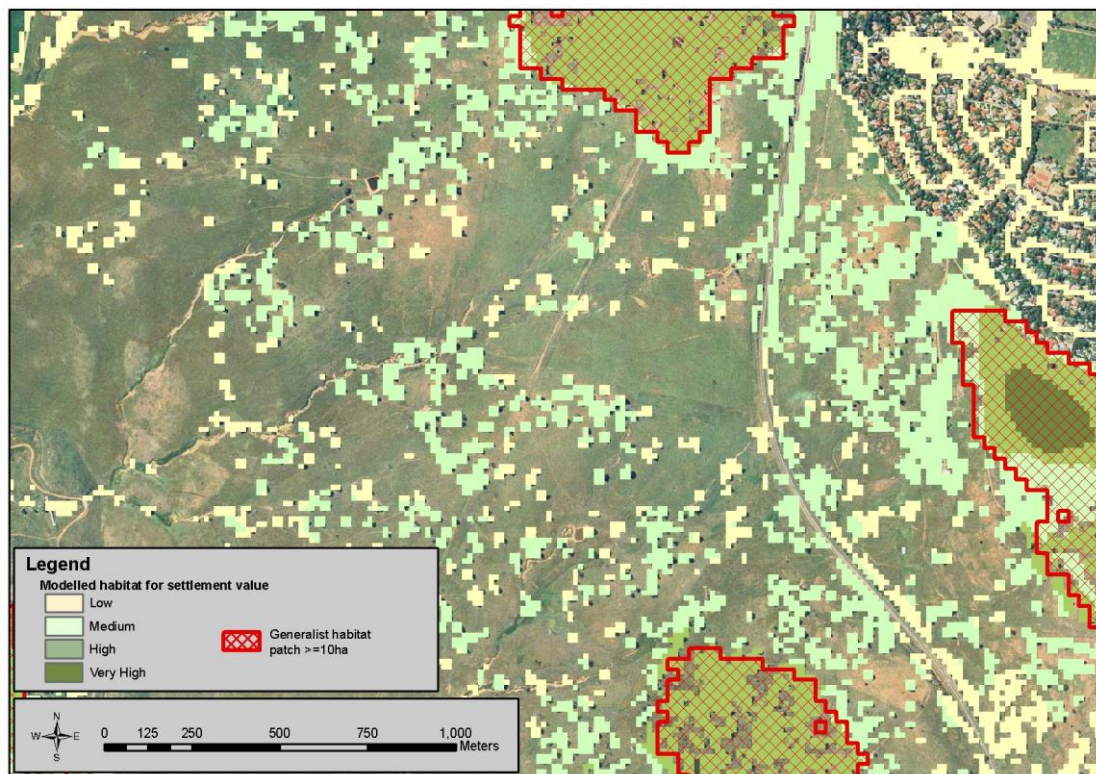 Legend
Modelled habitat for settlement value
Low
Medium
High
Very High
Generalist habitat
patch >=10ha
N
W E
S
0 125 250 500 750 1,000
Meters